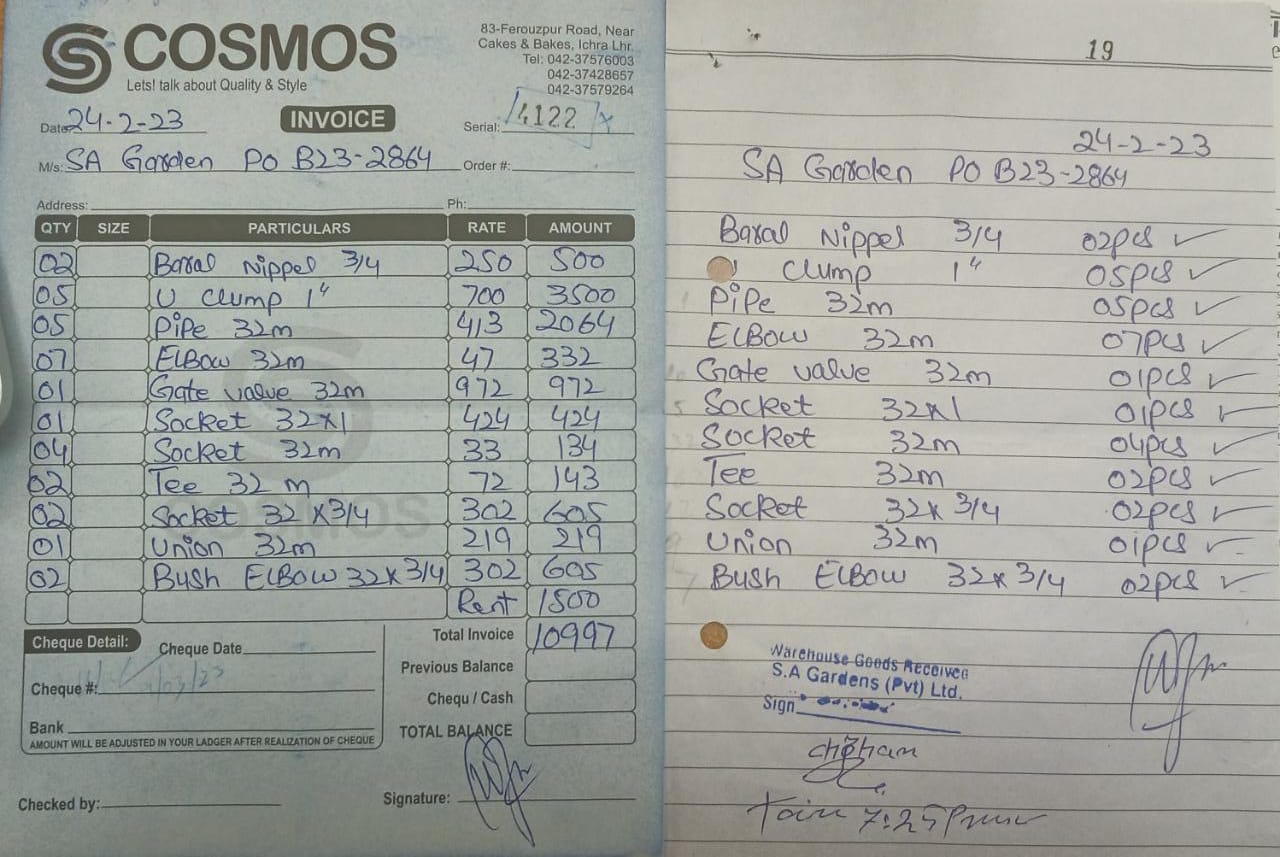 COSMOS
Lets! talk about Quality & Style
83-Ferouzpur Road, Near
Cakes & Bakes, Ichra Lhr.
Tel: 042-37576003
042-37428657
042-37579264
Date 24-2-23
INVOICE
Serial: 4122
M/s: SA Garden PO B23-2864 Order #:
Address: Ph:
QTY SIZE PARTICULARS RATE AMOUNT
02 Baral Nippel 3/4 250 500
05 U Clump 1" 700 3500
05 PiPe 32m 413 2064
07 ElBow 32m 47 332
01 Gate value 32m 972 972
01 Socket 32x1 424 424
04 Socket 32m 33 134
02 Tee 32 m 72 143
02 Socket 32 x 3/4 302 605
01 Union 32m 219 219
02 Bush ElBow 32x 3/4 302 605
Rent 1500
Total Invoice 10997
Previous Balance
Chequ / Cash
TOTAL BALANCE
Cheque Detail: Cheque Date
Cheque #:
Bank
AMOUNT WILL BE ADJUSTED IN YOUR LADGER AFTER REALIZATION OF CHEQUE
Checked by: Signature:
19
24-2-23
SA Garden PO B23-2864
Baral Nippel 3/4 02pcs ✓
Clump 1" 05pcs ✓
PiPe 32m 05pcs ✓
ElBow 32m 07pcs ✓
Gate value 32m 01pcs ✓
Socket 32x1 01pcs ✓
Socket 32m 04pcs ✓
Tee 32m 02pcs ✓
Socket 32x 3/4 02pcs ✓
Union 32m 01pcs ✓
Bush ElBow 32x 3/4 02pcs ✓
Warehouse Goods Received
S.A Gardens (Pvt) Ltd.
Sign
7:25